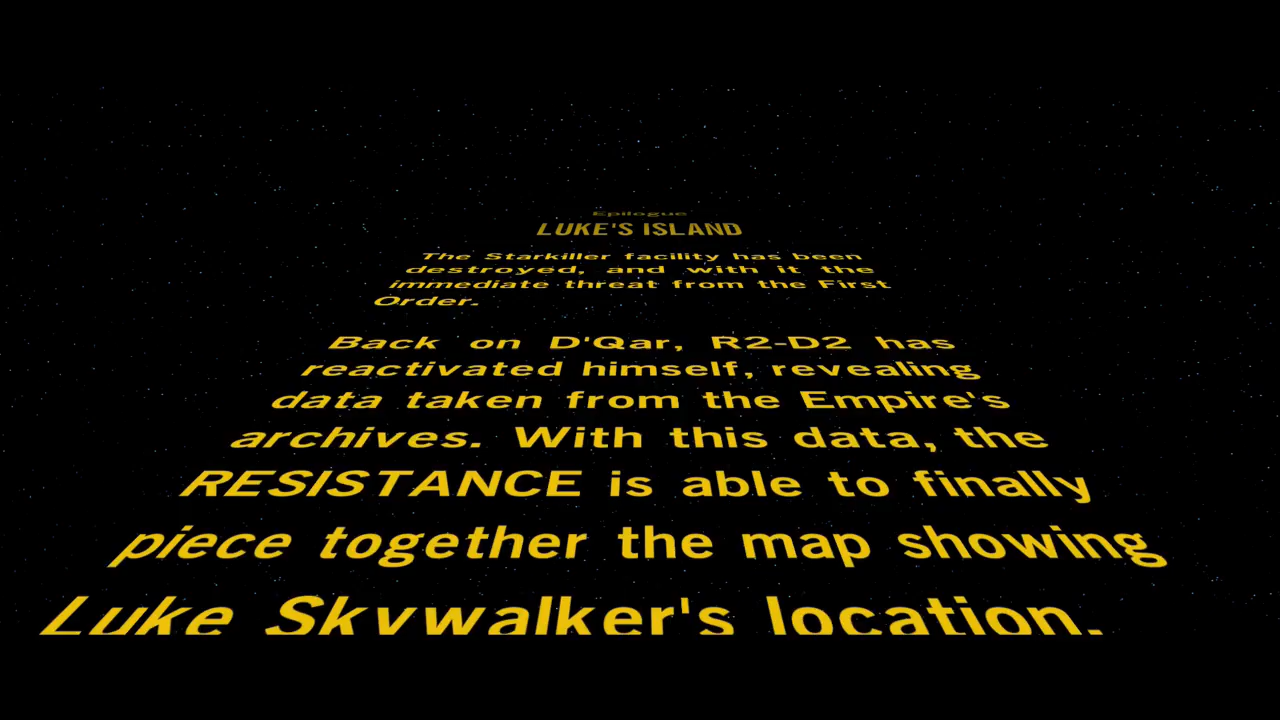 Epilogue
LUKE'S ISLAND
The Starkiller facility has been
destroyed, and with it the
immediate threat from the First
Order.
Back on D'Qar, R2-D2 has
reactivated himself, revealing
data taken from the Empire's
archives. With this data, the
RESISTANCE is able to finally
piece together the map showing
Luke Skywalker's location.